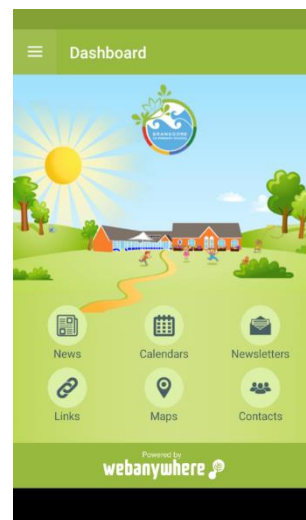 Dashboard
News
Calendars
Newsletters
Links
Maps
Contacts
Powered by
webanywhere